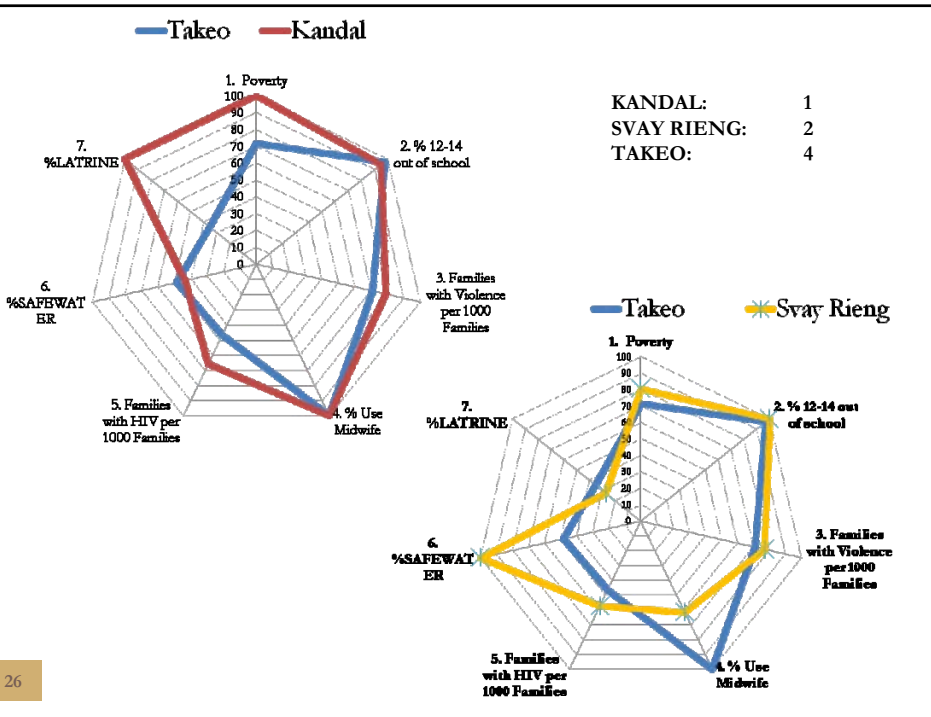 Takeo Kandal
1. Poverty
100
90
80
70
60
50
40
30
20
10
0
2. % 12-14
out of school
3. Families
with Violence
per 1000
Families
4. % Use
Midwife
5. Families
with HIV per
1000 Families
6.
%SAFEWAT
ER
7.
%LATRINE
KANDAL: 1
SVAY RIENG: 2
TAKEO: 4
Takeo Svay Rieng
1. Poverty
100
90
80
70
60
50
40
30
20
10
0
2. % 12-14 out
of school
3. Families
with Violence
per 1000
Families
4. % Use
Midwife
5. Families
with HIV per
1000 Families
6.
%SAFEWAT
ER
7.
%LATRINE
26